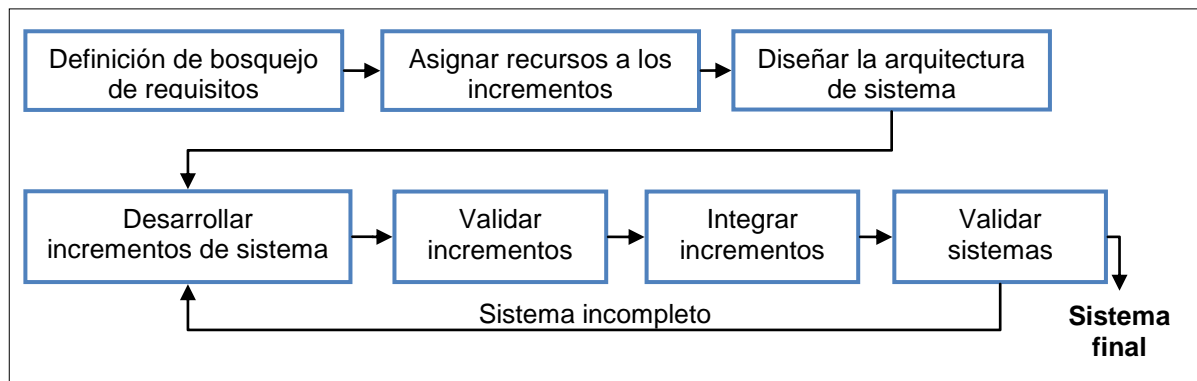 Definición de bosquejo
de requisitos
Asignar recursos a los
incrementos
Diseñar la arquitectura
de sistema
Desarrollar
incrementos de sistema
Validar
incrementos
Integrar
incrementos
Validar
sistemas
Sistema incompleto
Sistema
final